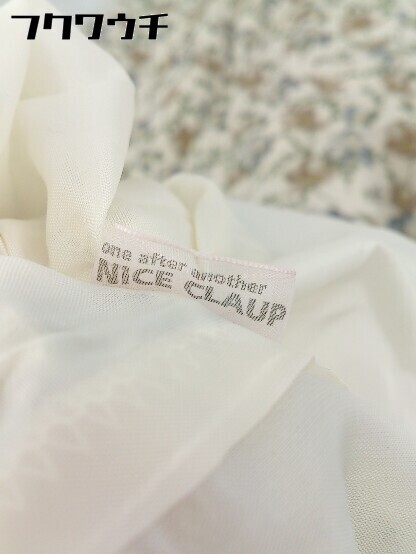 フクワウチ
one after another
NICE CLAUP